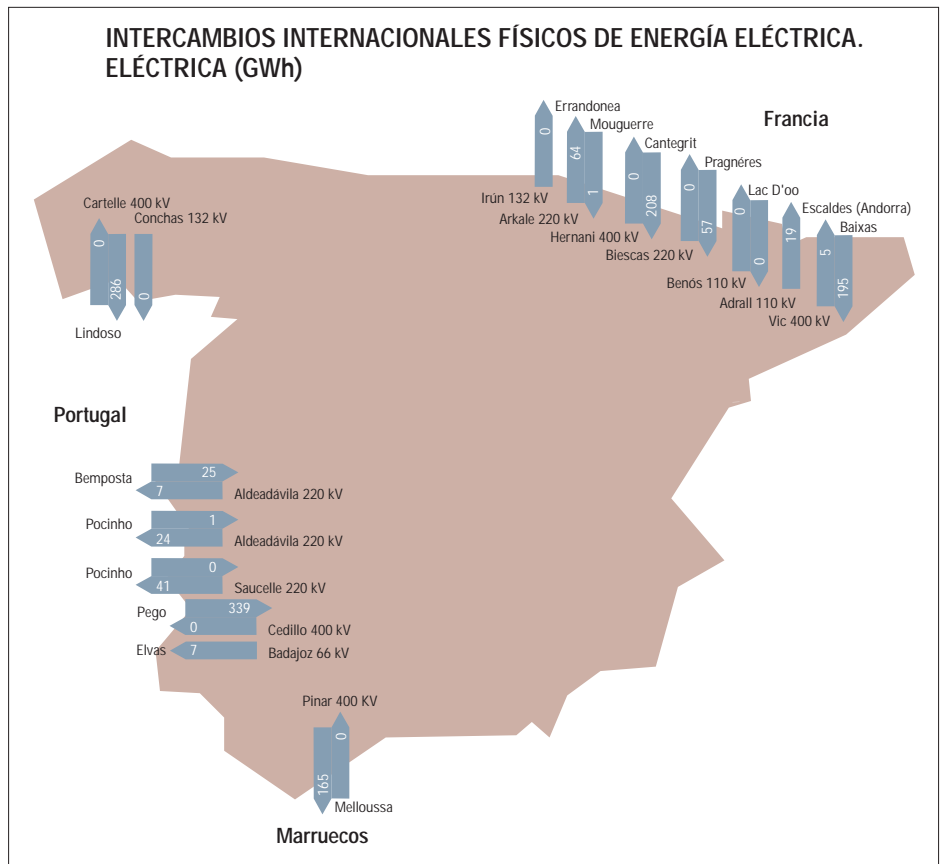 INTERCAMBIOS INTERNACIONALES FÍSICOS DE ENERGÍA ELÉCTRICA.
ELÉCTRICA (GWh)
Francia
Errandonea
0
Irún 132 kV
Mouguerre
64
1
Arkale 220 kV
Cantegrit
0
208
Hernani 400 kV
Pragnéres
0
57
Biescas 220 kV
Lac D'oo
0
0
Benós 110 kV
Escaldes (Andorra)
19
Adrall 110 kV
Baixas
5
195
Vic 400 kV
Cartelle 400 kV
Conchas 132 kV
0
286
0
Lindoso
Portugal
Bemposta
25
7
Aldeadávila 220 kV
Pocinho
1
24
Aldeadávila 220 kV
Pocinho
0
41
Saucelle 220 kV
Pego
339
0
Cedillo 400 kV
Elvas
7
Badajoz 66 kV
Pinar 400 KV
165
0
Melloussa
Marruecos